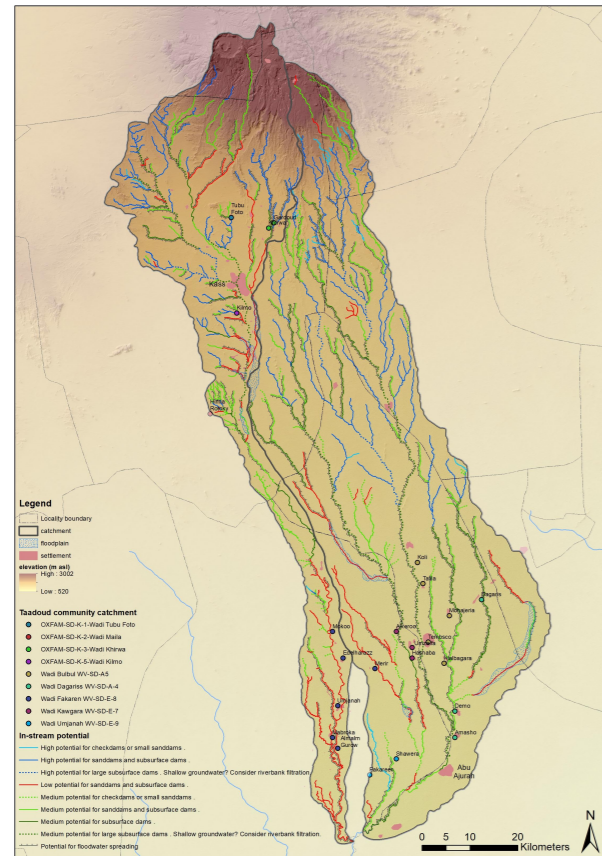 Tubu
Foto
Kass
Kilmo
Koli
Talila
Mohajeria
Dagaris
Mokoo
Tembsco
Hashaba
Umjanah
Demo
Amasho
Shawera
Fakareen
Abu
Ajurah
Gurow
Legend
Locality boundary
catchment
floodplain
settlement
elevation (m asl)
High : 3002
Low : 520
Taadoud community catchment
OXFAM-SD-K-1-Wadi Tubu Foto
OXFAM-SD-K-2-Wadi Maila
OXFAM-SD-K-3-Wadi Khirwa
OXFAM-SD-K-5-Wadi Kilmo
Wadi Bulbul WV-SD-A5
Wadi Dagariss WV-SD-A-4
Wadi Fakaren WV-SD-E-8
Wadi Kawgara WV-SD-E-7
Wadi Umjanah WV-SD-E-9
In-stream potential
High potential for checkdams or small sanddams .
High potential for sanddams and subsurface dams .
High potential for large subsurface dams . Shallow groundwater? Consider riverbank filtration.
Low potential for sanddams and subsurface dams .
Medium potential for checkdams or small sanddams .
Medium potential for sanddams and subsurface dams .
Medium potential for subsurface dams .
Medium potential for large subsurface dams . Shallow groundwater? Consider riverbank filtration.
Potential for floodwater spreading
0 5 10 20
Kilometers
N